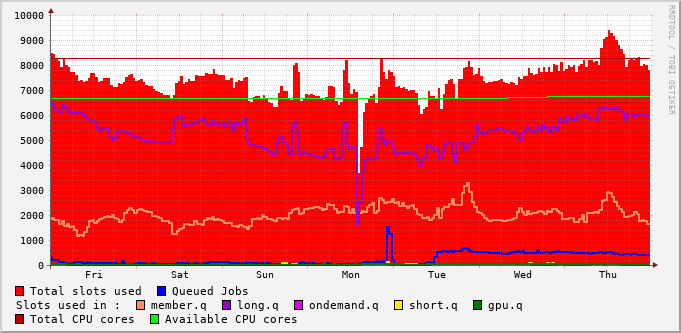 10000
9000
8000
7000
6000
5000
4000
3000
2000
1000
0
Fri Sat Sun Mon Tue Wed Thu
Total slots used Queued Jobs
Slots used in : member.q long.q ondemand.q short.q gpu.q
Total CPU cores Available CPU cores
RRDTOOL / TOBI OETIKER